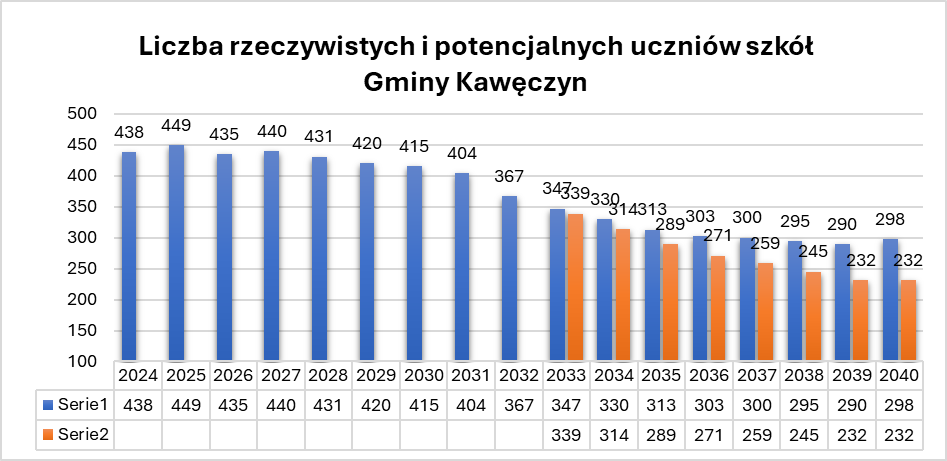 Liczba rzeczywistych i potencjalnych uczniów szkół
Gminy Kawęczyn
500
450
400
350
300
250
200
150
100
438 449 435 440 431 420 415 404 367 347 330 313 303 300 295 290 298
339 314 289 271 259 245 232 232
2024 2025 2026 2027 2028 2029 2030 2031 2032 2033 2034 2035 2036 2037 2038 2039 2040
Serie1 438 449 435 440 431 420 415 404 367 347 330 313 303 300 295 290 298
Serie2 339 314 289 271 259 245 232 232